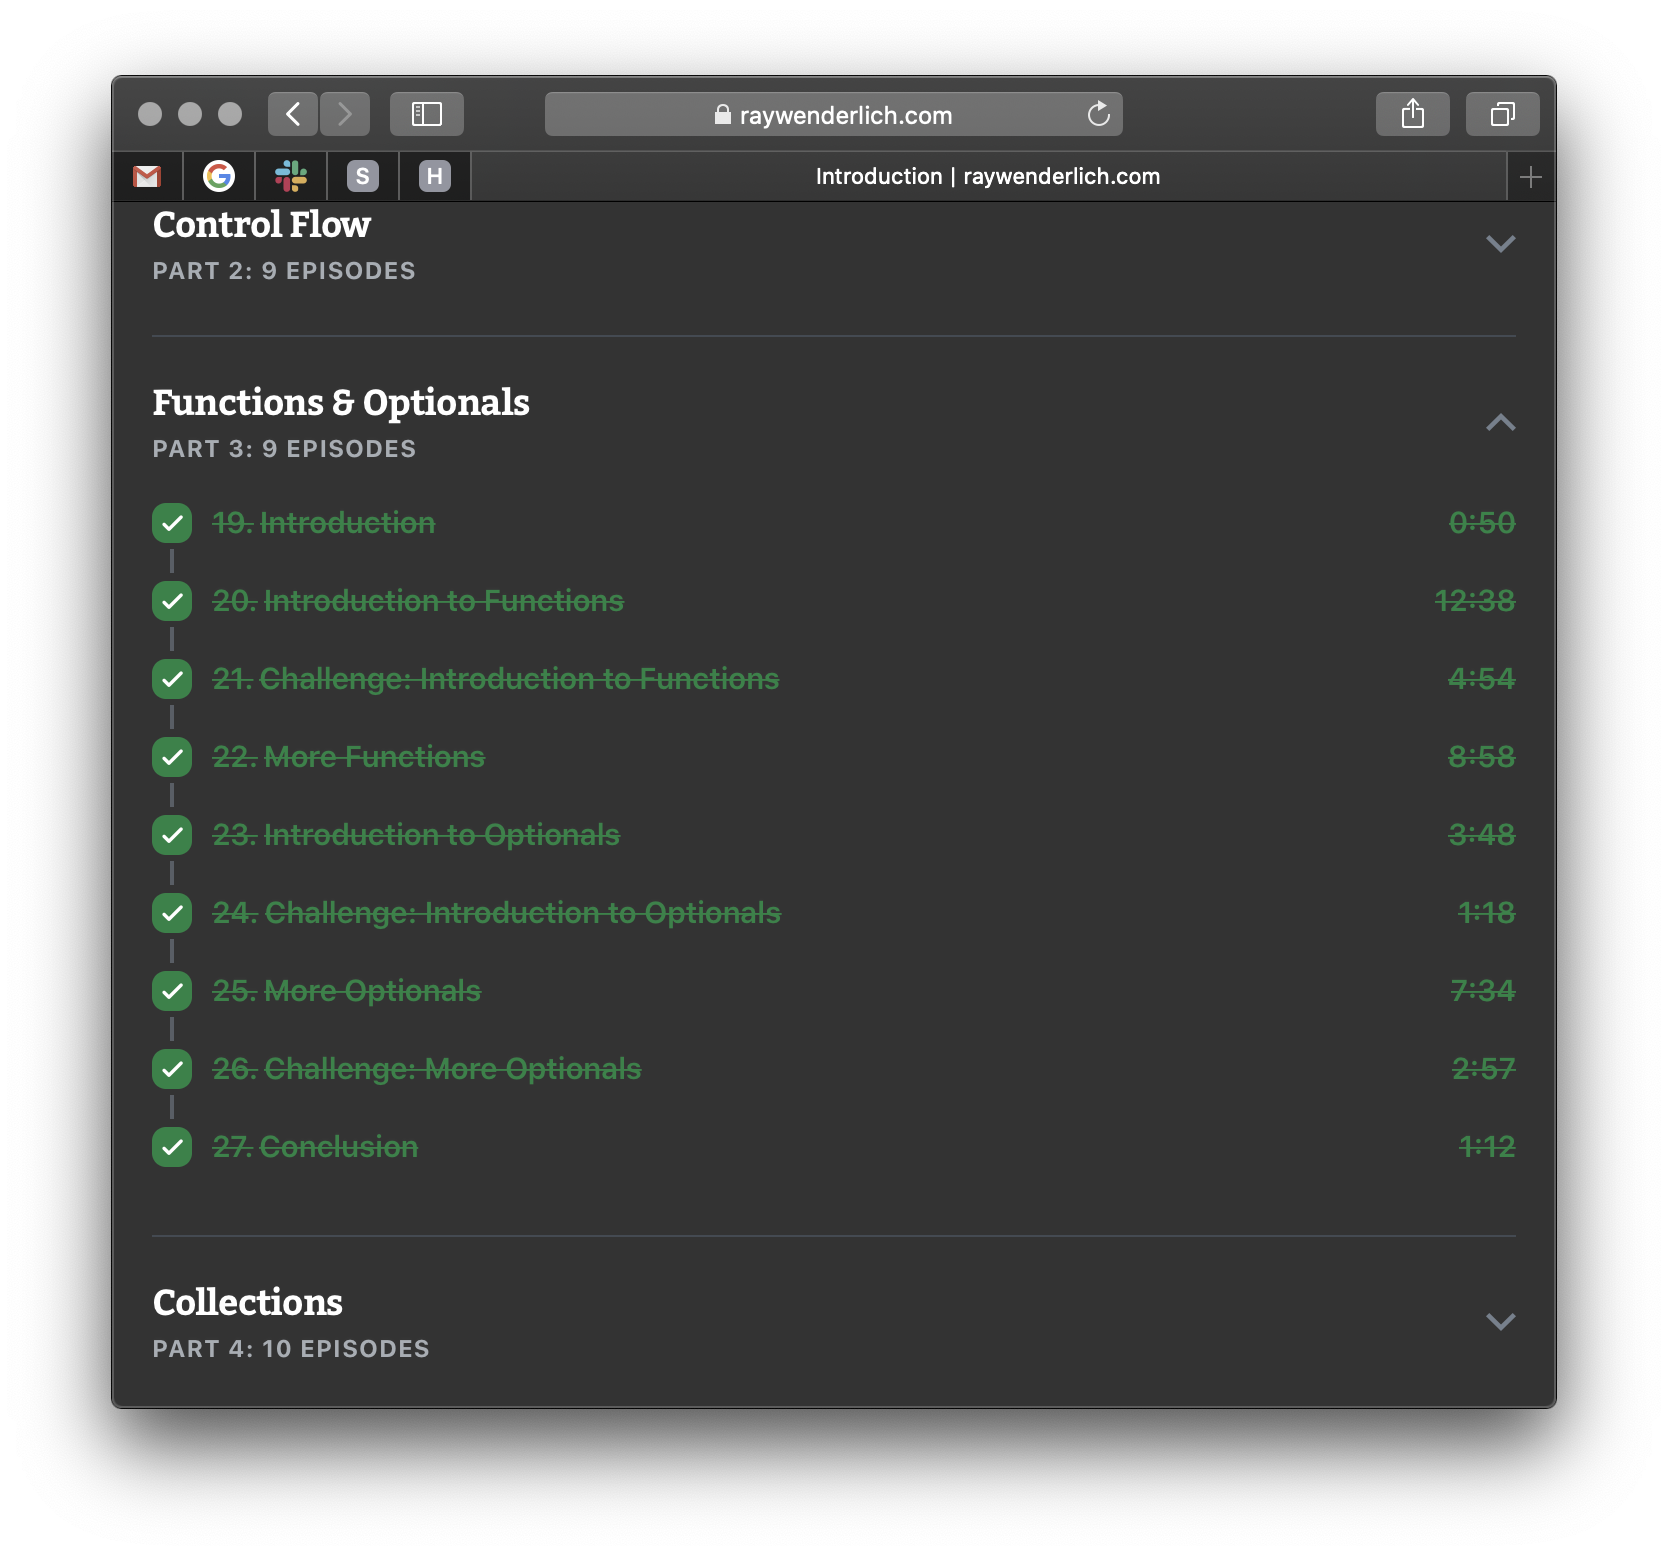 raywenderlich.com
S
H
Introduction | raywenderlich.com
Control Flow
PART 2: 9 EPISODES
Functions & Optionals
PART 3: 9 EPISODES
19. Introduction 0:50
20. Introduction to Functions 12:38
21. Challenge: Introduction to Functions 4:54
22. More Functions 8:58
23. Introduction to Optionals 3:48
24. Challenge: Introduction to Optionals 1:18
25. More Optionals 7:34
26. Challenge: More Optionals 2:57
27. Conclusion 1:12
Collections
PART 4: 10 EPISODES